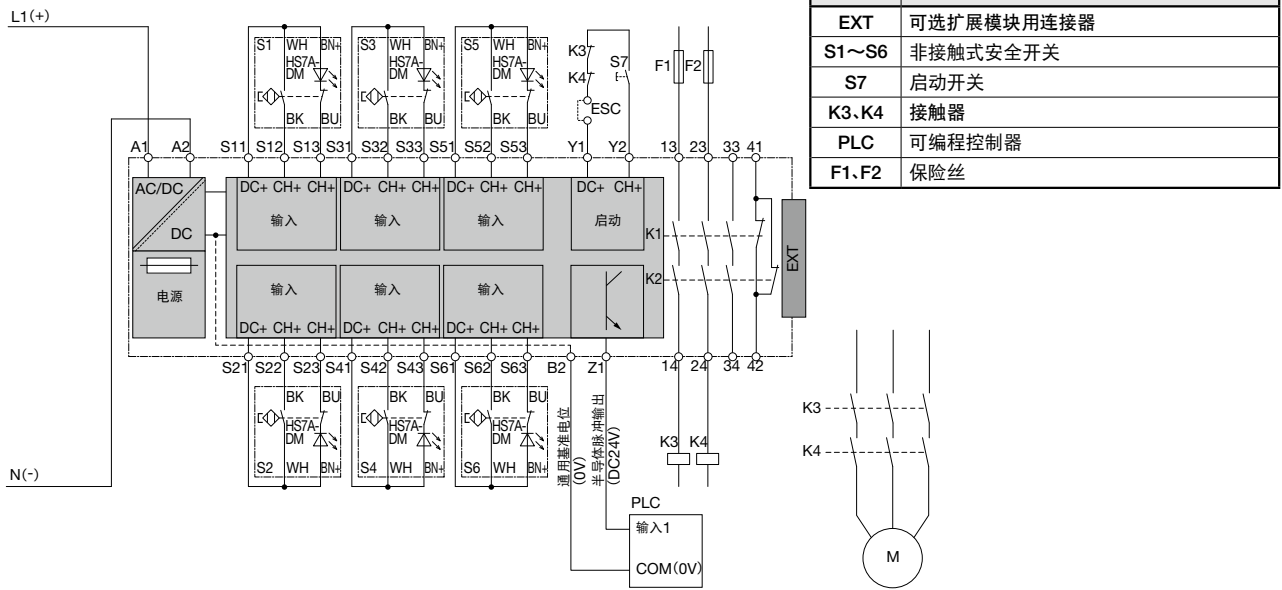 L1(+)
EXT 可选扩展模块用连接器
S1～S6 非接触式安全开关
S7 启动开关
K3、K4 接触器
PLC 可编程控制器
F1、F2 保险丝
S1 WH BN+ S3 WH BN+ S5 WH BN+
HS7A-DM HS7A-DM HS7A-DM
BK BU BK BU BK BU
K3 S7 F1 F2
K4
ESC
A1 A2 S11 S12 S13 S31 S32 S33 S51 S52 S53 Y1 Y2 13 23 33 41
AC/DC DC+ CH+ CH+ DC+ CH+ CH+ DC+ CH+ CH+ DC+ CH+
DC 输入 输入 输入 启动 K1
EXT
K2
电源 输入 输入 输入
DC+ CH+ CH+ DC+ CH+ CH+ DC+ CH+ CH+
S21 S22 S23 S41 S42 S43 S61 S62 S63 B2 Z1 14 24 34 42
BK BU BK BU BK BU
HS7A-DM HS7A-DM HS7A-DM
S2 WH BN+ S4 WH BN+ S6 WH BN+
通用基准电位
(0V)
半导体脉冲输出
(DC24V)
K3 K4
K3
K4
N(-)
PLC
输入1
COM(0V)
M